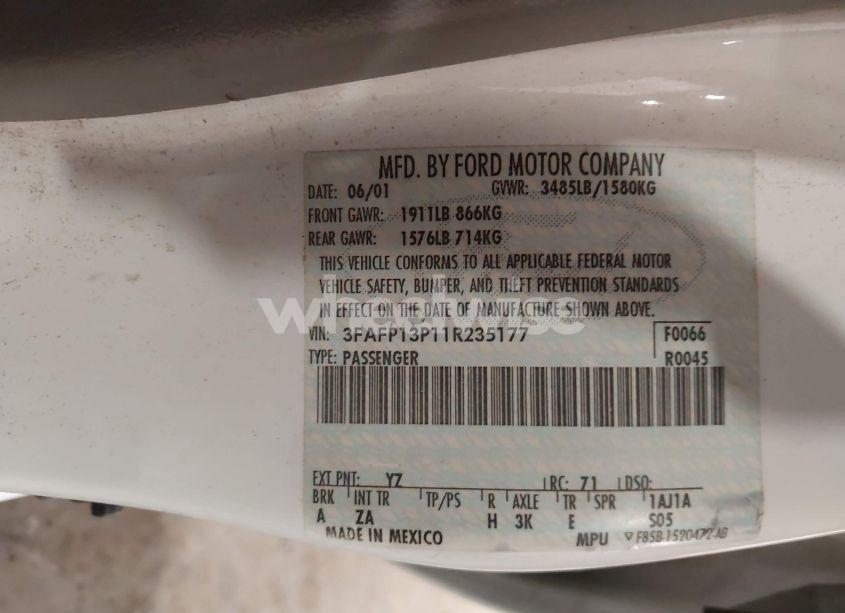 MFD. BY FORD MOTOR COMPANY
DATE: 06/01 GVWR: 3485LB/1580KG
FRONT GAWR: 1911LB 866KG
REAR GAWR: 1576LB 714KG
THIS VEHICLE CONFORMS TO ALL APPLICABLE FEDERAL MOTOR
VEHICLE SAFETY, BUMPER, AND THEFT PREVENTION STANDARDS
IN EFFECT ON THE DATE OF MANUFACTURE SHOWN ABOVE.
wheelwise
VIN: 3FAFP13P11R235177 F0066
TYPE: PASSENGER R0045
EXT PNT: YZ RC: 71 DSO:
BRK INT TR TP/PS R AXLE TR SPR 1AJ1A
A ZA H 3K E S05
MADE IN MEXICO MPU F85B-1520472-AB